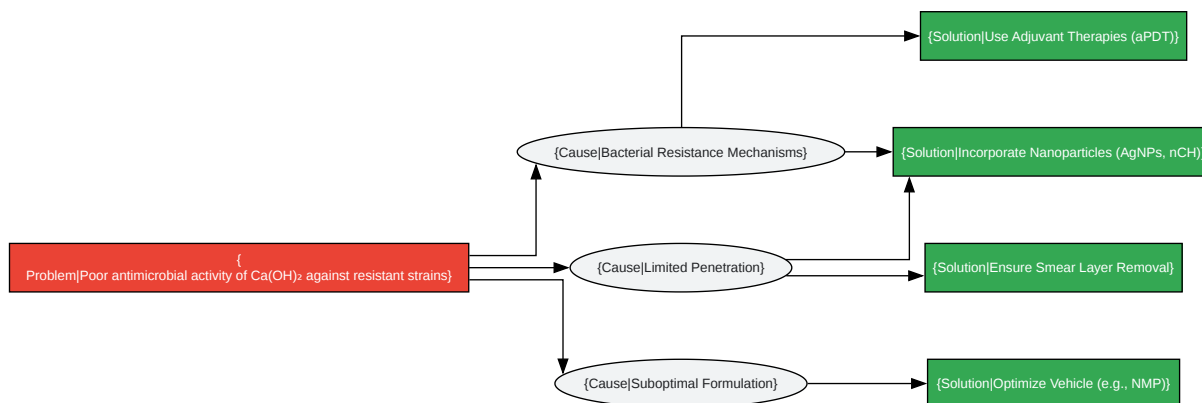 {Solution|Use Adjuvant Therapies (aPDT)}
{Cause|Bacterial Resistance Mechanisms}
{Solution|Incorporate Nanoparticles (AgNPs, nCH)}
{
Problem|Poor antimicrobial activity of Ca(OH)₂ against resistant strains}
{Cause|Limited Penetration}
{Solution|Ensure Smear Layer Removal}
{Cause|Suboptimal Formulation}
{Solution|Optimize Vehicle (e.g., NMP)}